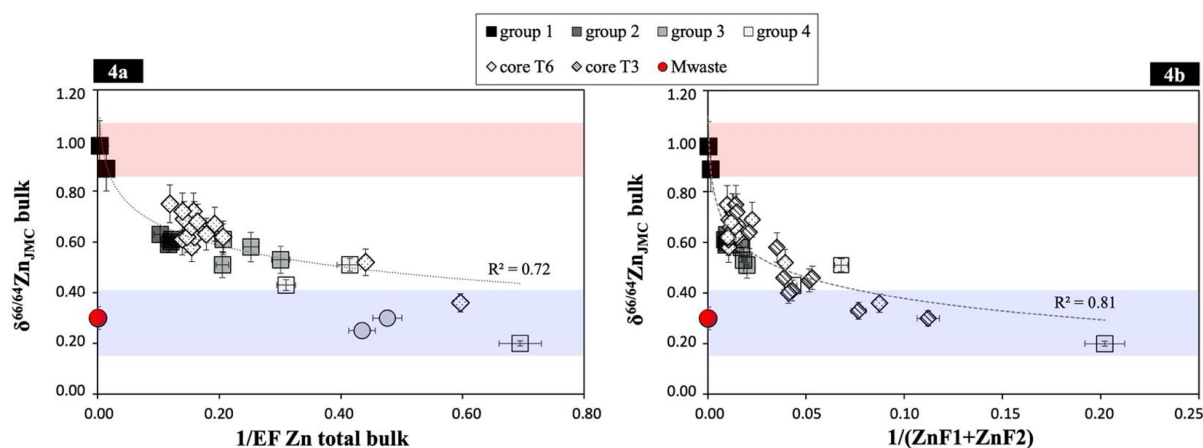 group 1 group 2 group 3 group 4
core T6 core T3 Mwaste
4a
4b
1.20
1.00
0.80
0.60
0.40
0.20
0.00
δ66/64ZnJMC bulk
R² = 0.72
0.00 0.20 0.40 0.60 0.80
1/EF Zn total bulk
1.20
1.00
0.80
0.60
0.40
0.20
0.00
δ66/64ZnJMC bulk
R² = 0.81
0.00 0.05 0.10 0.15 0.20 0.25
1/(ZnF1+ZnF2)